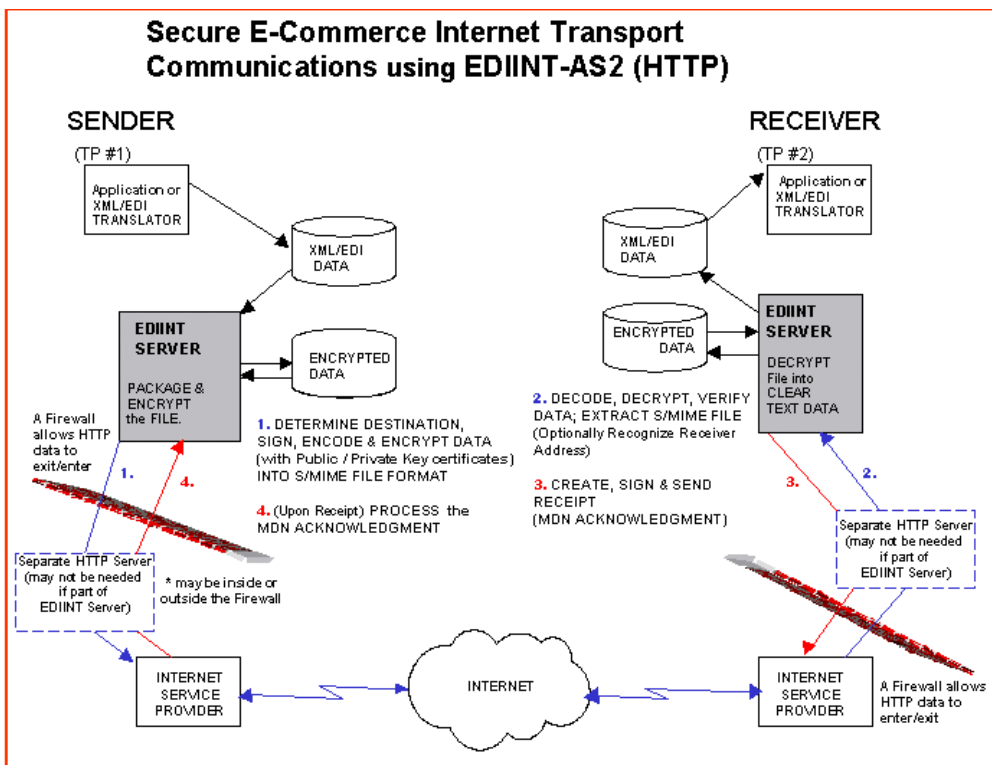 Secure E-Commerce Internet Transport
Communications using EDIINT-AS2 (HTTP)
SENDER
(TP #1)
Application or
XML/EDI
TRANSLATOR
XML/EDI
DATA
EDIINT
SERVER
PACKAGE &
ENCRYPT
the FILE.
ENCRYPTED
DATA
A Firewall
allows HTTP
data to
exit/enter
1.
4.
1. DETERMINE DESTINATION,
SIGN, ENCODE & ENCRYPT DATA
(with Public / Private Key certificates)
INTO S/MIME FILE FORMAT
4. (Upon Receipt) PROCESS the
MDN ACKNOWLEDGMENT
Separate HTTP Server
(may not be needed
if part of
EDIINT Server)
* may be inside or
outside the Firewall
INTERNET
SERVICE
PROVIDER
INTERNET
RECEIVER
(TP #2)
Application or
XML/EDI
TRANSLATOR
XML/EDI
DATA
ENCRYPTED
DATA
EDIINT
SERVER
DECRYPT
File into
CLEAR
TEXT DATA
2. DECODE, DECRYPT, VERIFY
DATA; EXTRACT S/MIME FILE
(Optionally Recognize Receiver
Address)
3. CREATE, SIGN & SEND
RECEIPT
(MDN ACKNOWLEDGMENT)
3.
2.
Separate HTTP Server
(may not be needed
if part of
EDIINT Server)
INTERNET
SERVICE
PROVIDER
A Firewall allows
HTTP data to
enter/exit